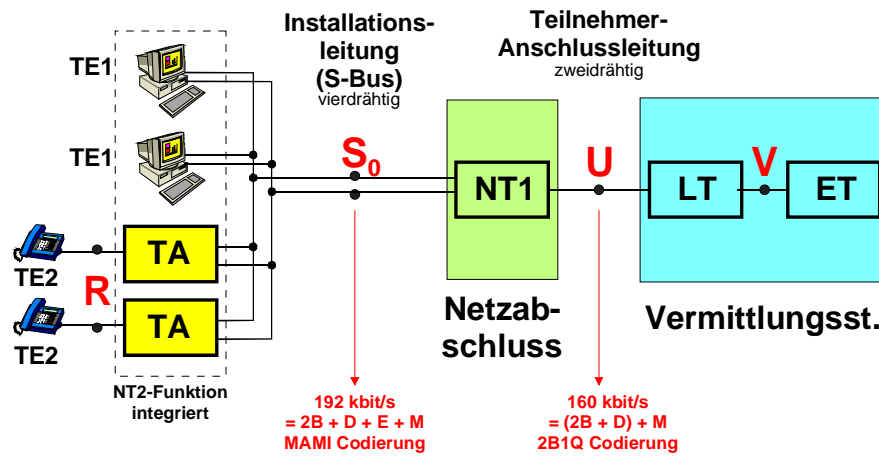 Installations-
leitung
(S-Bus)
vierdrähtig
Teilnehmer-
Anschlussleitung
zweidrähtig
TE1
TE1
S0
NT1
U
LT
V
ET
TA
TE2
R
TA
TE2
NT2-Funktion
integriert
Netzab-
schluss
Vermittlungsst.
192 kbit/s
= 2B + D + E + M
MAMI Codierung
160 kbit/s
= (2B + D) + M
2B1Q Codierung